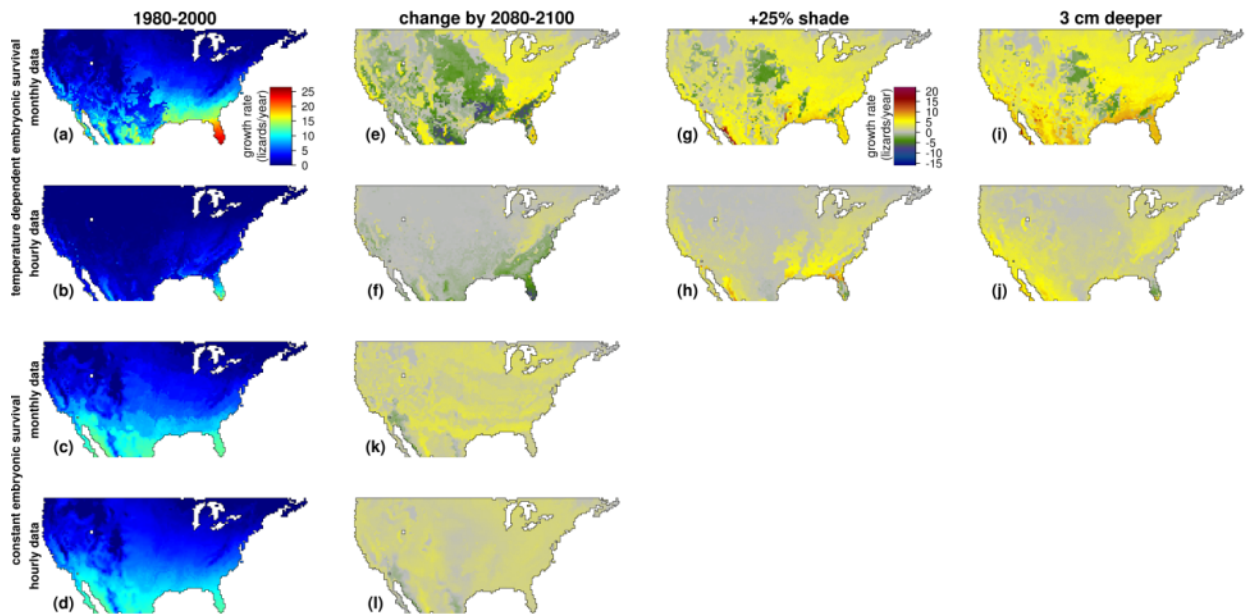 1980-2000
change by 2080-2100
+25% shade
3 cm deeper
temperature dependent embryonic survival
monthly data
(a)
growth rate
(lizards/year)
25
20
15
10
5
0
(e)
(g)
growth rate
(lizards/year)
20
15
10
5
0
-5
-10
-15
(i)
hourly data
(b)
(f)
(h)
(j)
constant embryonic survival
monthly data
(c)
(k)
hourly data
(d)
(l)